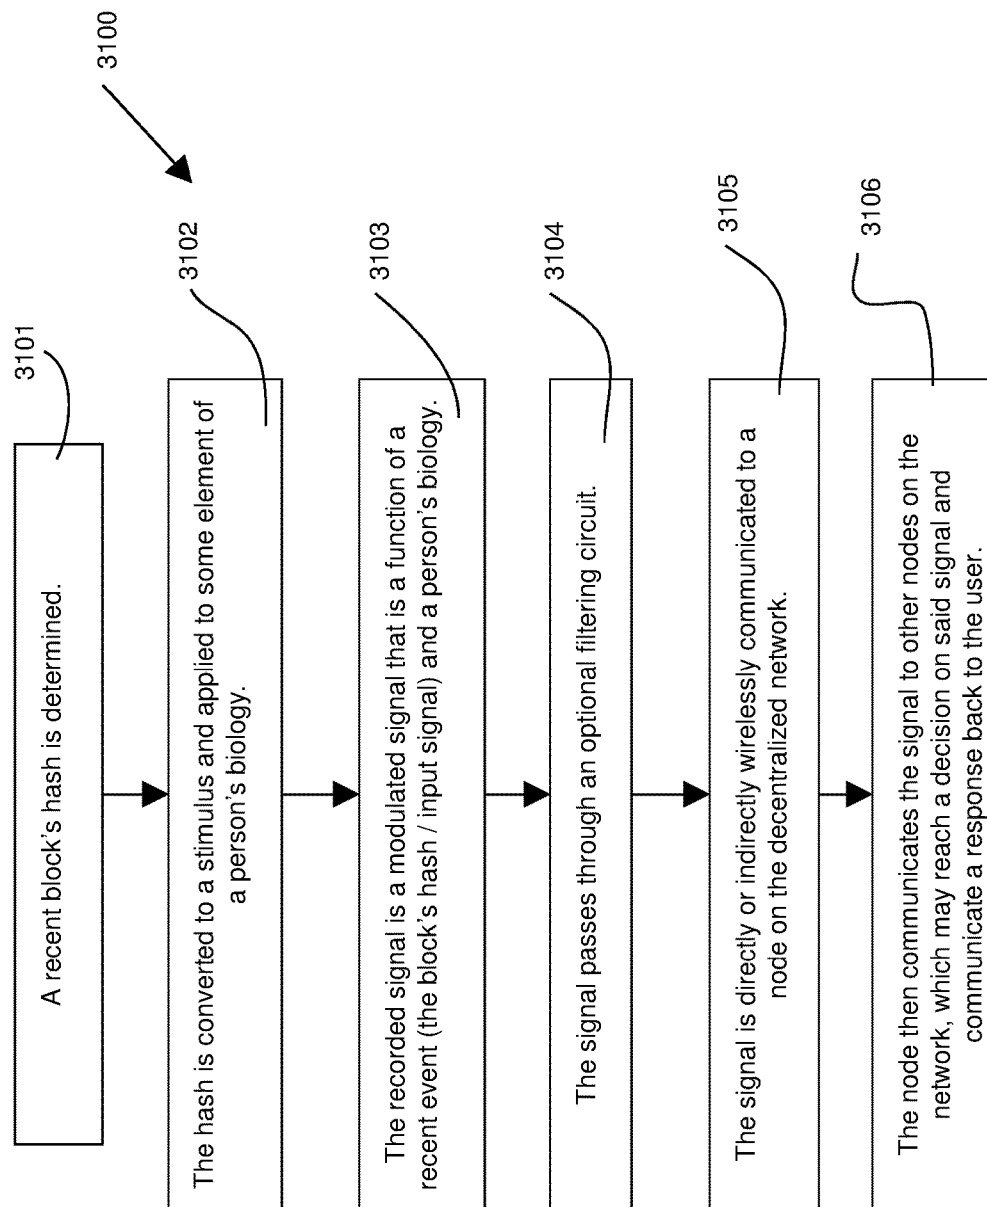 3100
3101
A recent block's hash is determined.
3102
The hash is converted to a stimulus and applied to some element of
a person's biology.
3103
The recorded signal is a modulated signal that is a function of a
recent event (the block's hash / input signal) and a person's biology.
3104
The signal passes through an optional filtering circuit.
3105
The signal is directly or indirectly wirelessly communicated to a
node on the decentralized network.
3106
The node then communicates the signal to other nodes on the
network, which may reach a decision on said signal and
communicate a response back to the user.